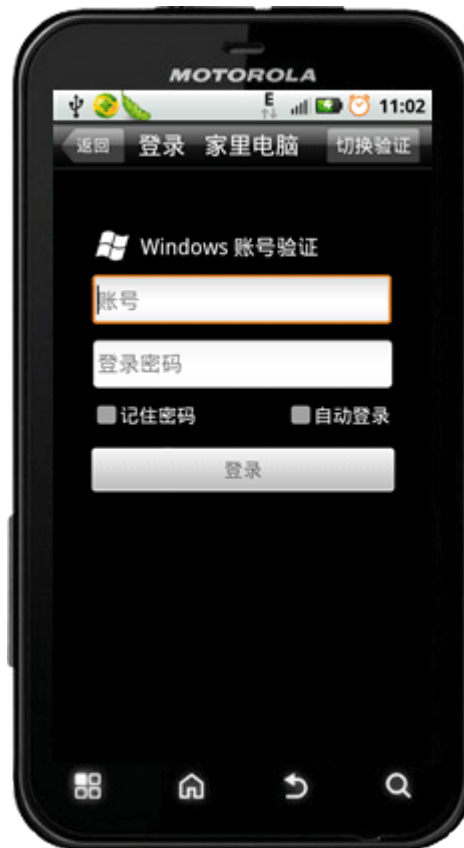 MOTOROLA
E 11:02
返回 登录 家里电脑 切换验证
Windows 账号验证
账号
登录密码
记住密码 自动登录
登录